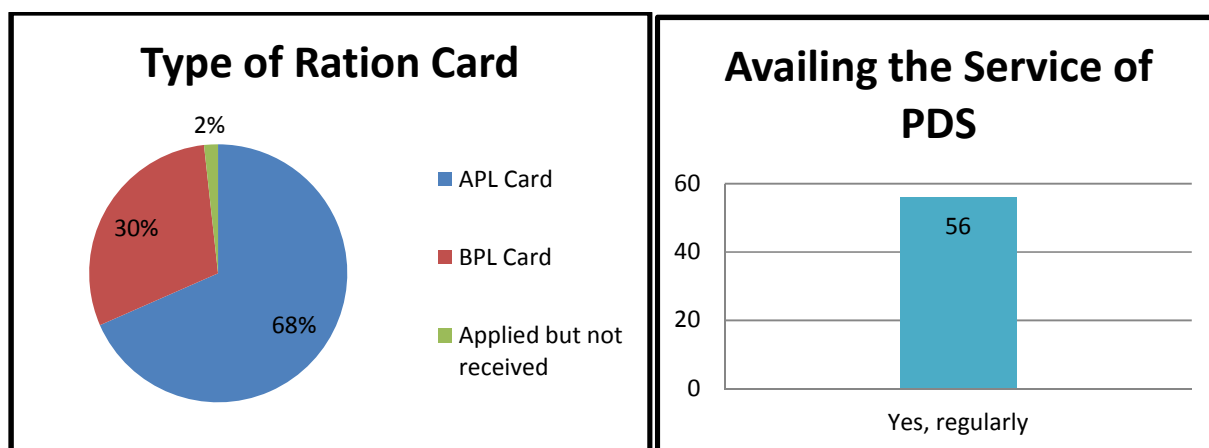 Type of Ration Card
2%
30%
68%
APL Card
BPL Card
Applied but not
received
Availing the Service of
PDS
60
40
20
0
56
Yes, regularly